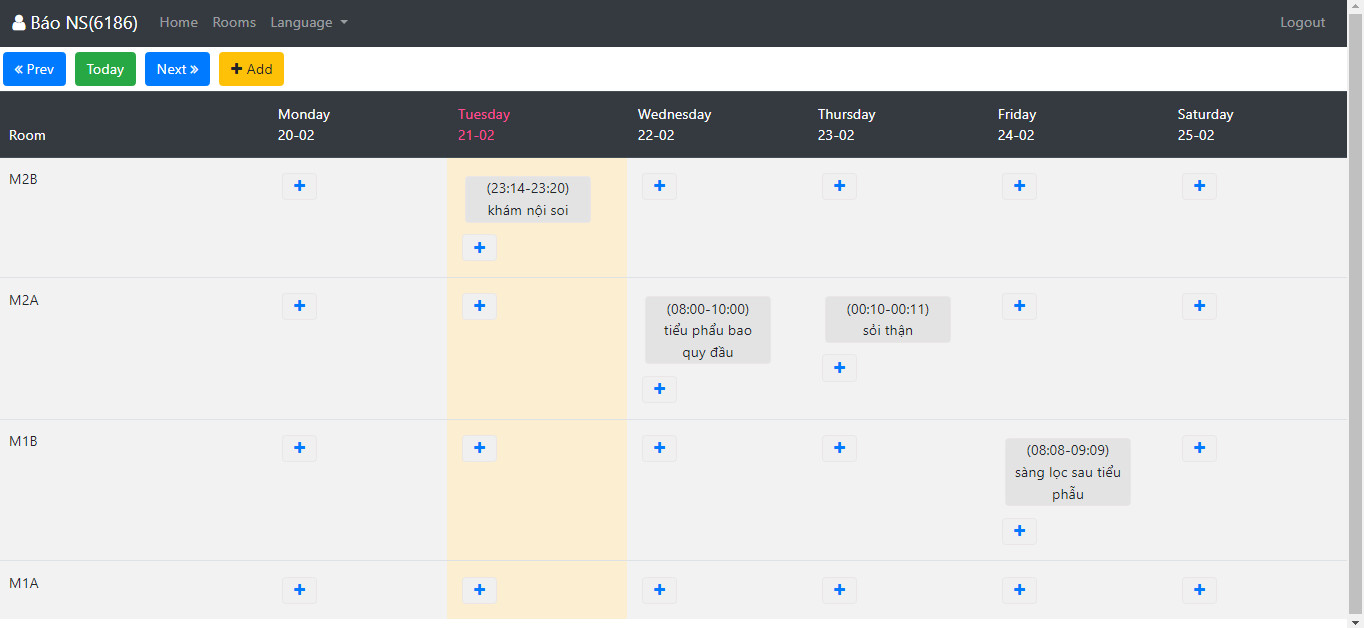 Báo NS(6186) Home Rooms Language Logout
« Prev Today Next » + Add
Monday Tuesday Wednesday Thursday Friday Saturday
Room 20-02 21-02 22-02 23-02 24-02 25-02
M2B
(23:14-23:20)
khám nội soi
M2A
(08:00-10:00)
tiểu phẩu bao
quy đầu
(00:10-00:11)
sỏi thận
M1B
(08:08-09:09)
sàng lọc sau tiểu
phẫu
M1A